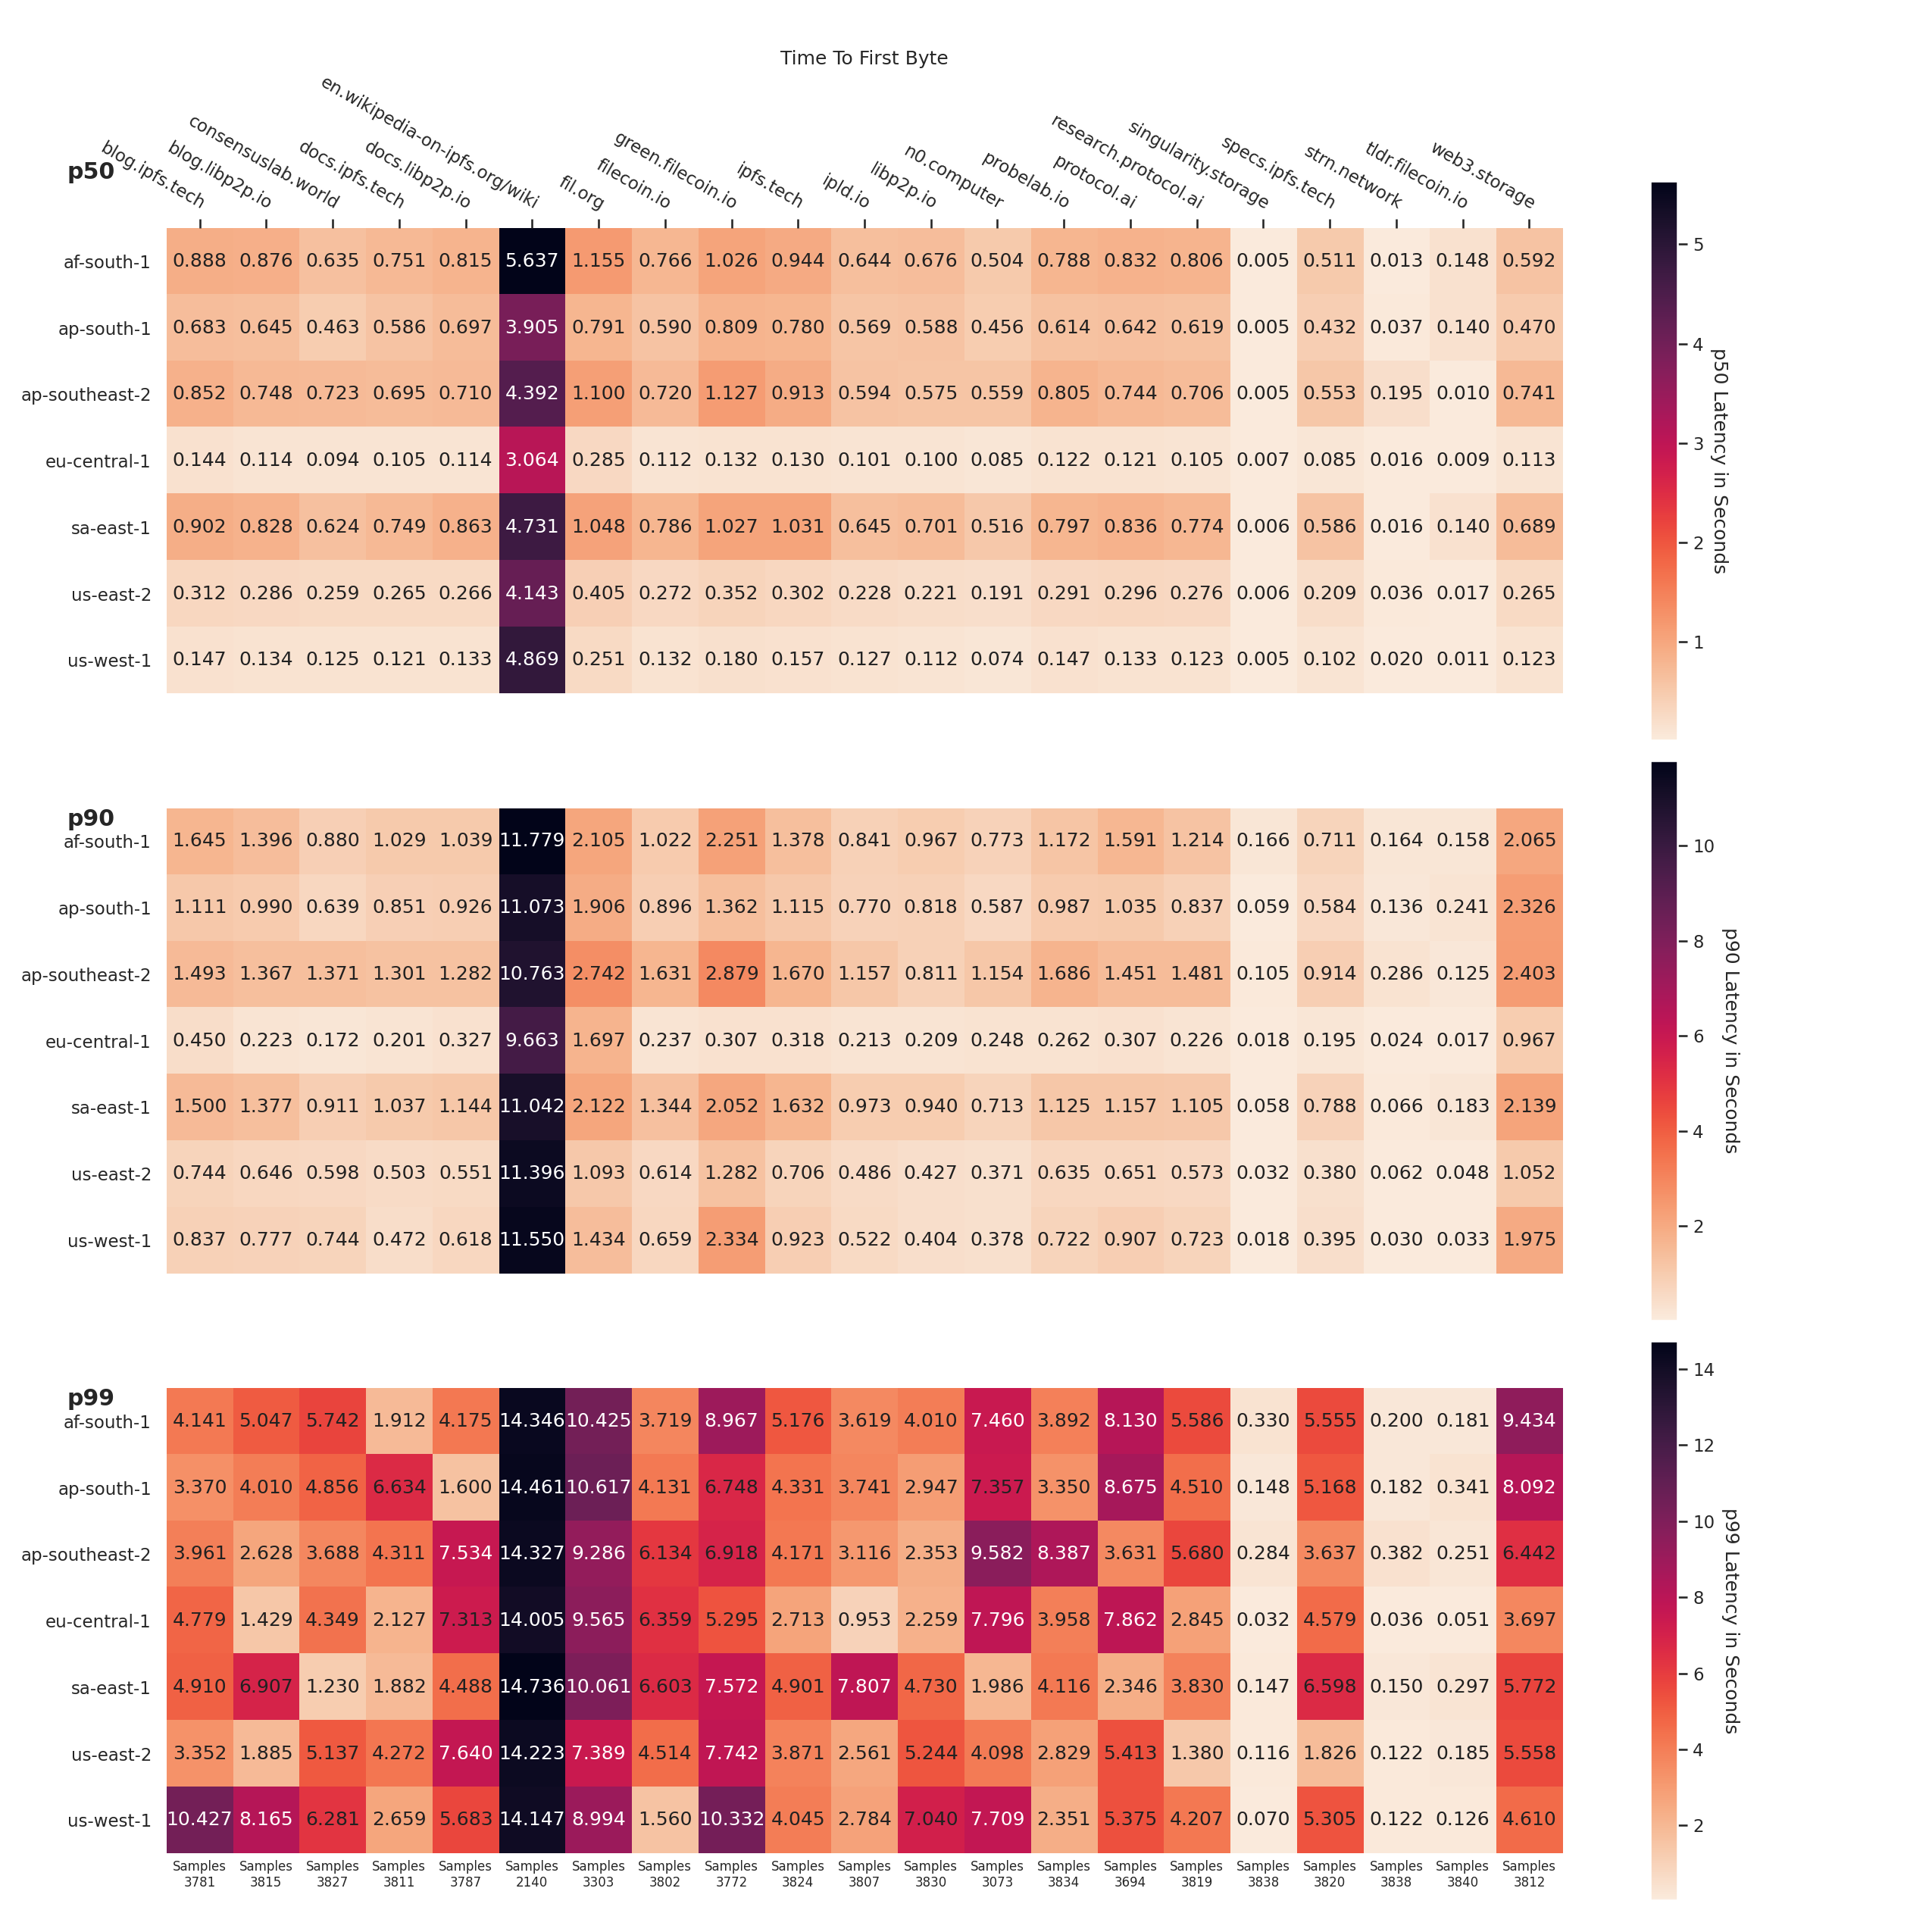 Time To First Byte
p50
blog.ipfs.tech
blog.libp2p.io
consensuslab.world
docs.ipfs.tech
docs.libp2p.io
en.wikipedia-on-ipfs.org/wiki
fil.org
filecoin.io
green.filecoin.io
ipfs.tech
ipld.io
libp2p.io
n0.computer
probelab.io
protocol.ai
research.protocol.ai
singularity.storage
specs.ipfs.tech
strn.network
tldr.filecoin.io
web3.storage
af-south-1 0.888 0.876 0.635 0.751 0.815 5.637 1.155 0.766 1.026 0.944 0.644 0.676 0.504 0.788 0.832 0.806 0.005 0.511 0.013 0.148 0.592
ap-south-1 0.683 0.645 0.463 0.586 0.697 3.905 0.791 0.590 0.809 0.780 0.569 0.588 0.456 0.614 0.642 0.619 0.005 0.432 0.037 0.140 0.470
ap-southeast-2 0.852 0.748 0.723 0.695 0.710 4.392 1.100 0.720 1.127 0.913 0.594 0.575 0.559 0.805 0.744 0.706 0.005 0.553 0.195 0.010 0.741
eu-central-1 0.144 0.114 0.094 0.105 0.114 3.064 0.285 0.112 0.132 0.130 0.101 0.100 0.085 0.122 0.121 0.105 0.007 0.085 0.016 0.009 0.113
sa-east-1 0.902 0.828 0.624 0.749 0.863 4.731 1.048 0.786 1.027 1.031 0.645 0.701 0.516 0.797 0.836 0.774 0.006 0.586 0.016 0.140 0.689
us-east-2 0.312 0.286 0.259 0.265 0.266 4.143 0.405 0.272 0.352 0.302 0.228 0.221 0.191 0.291 0.296 0.276 0.006 0.209 0.036 0.017 0.265
us-west-1 0.147 0.134 0.125 0.121 0.133 4.869 0.251 0.132 0.180 0.157 0.127 0.112 0.074 0.147 0.133 0.123 0.005 0.102 0.020 0.011 0.123
5
4
3
2
1
p50 Latency in Seconds
p90
af-south-1 1.645 1.396 0.880 1.029 1.039 11.779 2.105 1.022 2.251 1.378 0.841 0.967 0.773 1.172 1.591 1.214 0.166 0.711 0.164 0.158 2.065
ap-south-1 1.111 0.990 0.639 0.851 0.926 11.073 1.906 0.896 1.362 1.115 0.770 0.818 0.587 0.987 1.035 0.837 0.059 0.584 0.136 0.241 2.326
ap-southeast-2 1.493 1.367 1.371 1.301 1.282 10.763 2.742 1.631 2.879 1.670 1.157 0.811 1.154 1.686 1.451 1.481 0.105 0.914 0.286 0.125 2.403
eu-central-1 0.450 0.223 0.172 0.201 0.327 9.663 1.697 0.237 0.307 0.318 0.213 0.209 0.248 0.262 0.307 0.226 0.018 0.195 0.024 0.017 0.967
sa-east-1 1.500 1.377 0.911 1.037 1.144 11.042 2.122 1.344 2.052 1.632 0.973 0.940 0.713 1.125 1.157 1.105 0.058 0.788 0.066 0.183 2.139
us-east-2 0.744 0.646 0.598 0.503 0.551 11.396 1.093 0.614 1.282 0.706 0.486 0.427 0.371 0.635 0.651 0.573 0.032 0.380 0.062 0.048 1.052
us-west-1 0.837 0.777 0.744 0.472 0.618 11.550 1.434 0.659 2.334 0.923 0.522 0.404 0.378 0.722 0.907 0.723 0.018 0.395 0.030 0.033 1.975
10
8
6
4
2
p90 Latency in Seconds
p99
af-south-1 4.141 5.047 5.742 1.912 4.175 14.346 10.425 3.719 8.967 5.176 3.619 4.010 7.460 3.892 8.130 5.586 0.330 5.555 0.200 0.181 9.434
ap-south-1 3.370 4.010 4.856 6.634 1.600 14.461 10.617 4.131 6.748 4.331 3.741 2.947 7.357 3.350 8.675 4.510 0.148 5.168 0.182 0.341 8.092
ap-southeast-2 3.961 2.628 3.688 4.311 7.534 14.327 9.286 6.134 6.918 4.171 3.116 2.353 9.582 8.387 3.631 5.680 0.284 3.637 0.382 0.251 6.442
eu-central-1 4.779 1.429 4.349 2.127 7.313 14.005 9.565 6.359 5.295 2.713 0.953 2.259 7.796 3.958 7.862 2.845 0.032 4.579 0.036 0.051 3.697
sa-east-1 4.910 6.907 1.230 1.882 4.488 14.736 10.061 6.603 7.572 4.901 7.807 4.730 1.986 4.116 2.346 3.830 0.147 6.598 0.150 0.297 5.772
us-east-2 3.352 1.885 5.137 4.272 7.640 14.223 7.389 4.514 7.742 3.871 2.561 5.244 4.098 2.829 5.413 1.380 0.116 1.826 0.122 0.185 5.558
us-west-1 10.427 8.165 6.281 2.659 5.683 14.147 8.994 1.560 10.332 4.045 2.784 7.040 7.709 2.351 5.375 4.207 0.070 5.305 0.122 0.126 4.610
Samples Samples Samples Samples Samples Samples Samples Samples Samples Samples Samples Samples Samples Samples Samples Samples Samples Samples Samples Samples Samples
3781 3815 3827 3811 3787 2140 3303 3802 3772 3824 3807 3830 3073 3834 3694 3819 3838 3820 3838 3840 3812
14
12
10
8
6
4
2
p99 Latency in Seconds